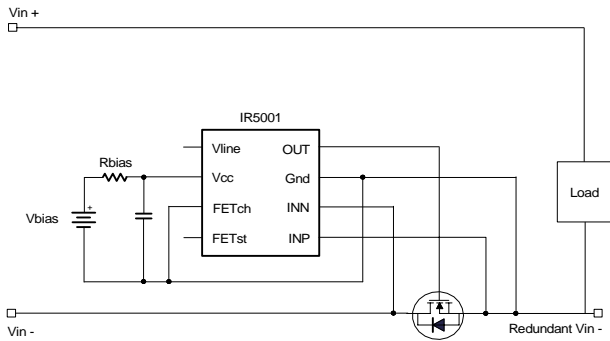 Vin +
IR5001
Vline
OUT
Rbias
Vcc
Gnd
Load
Vbias
+
FETch
INN
FETst
INP
Vin -
Redundant Vin -